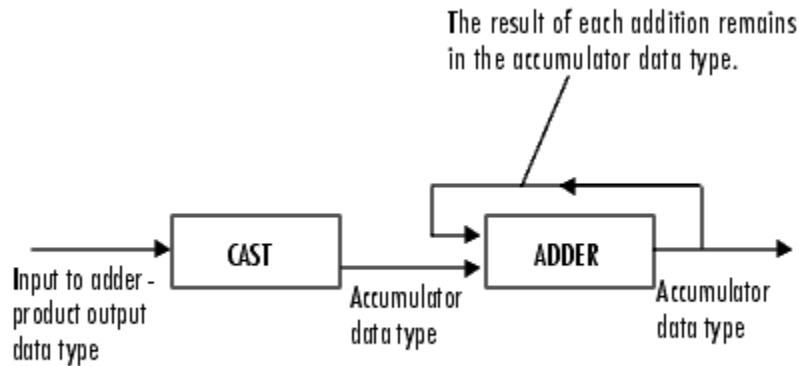 The result of each addition remains
in the accumulator data type.
CAST
ADDER
Input to adder -
product output
data type
Accumulator
data type
Accumulator
data type